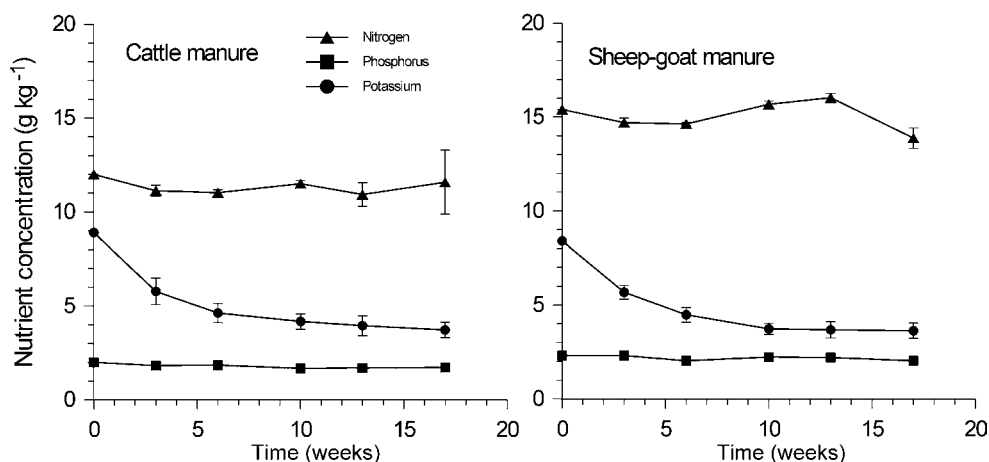 Cattle manure
Nitrogen
Phosphorus
Potassium
Nutrient concentration (g kg⁻¹)
20
15
10
5
0
0 5 10 15 20
Time (weeks)
Sheep-goat manure
20
15
10
5
0
0 5 10 15 20
Time (weeks)